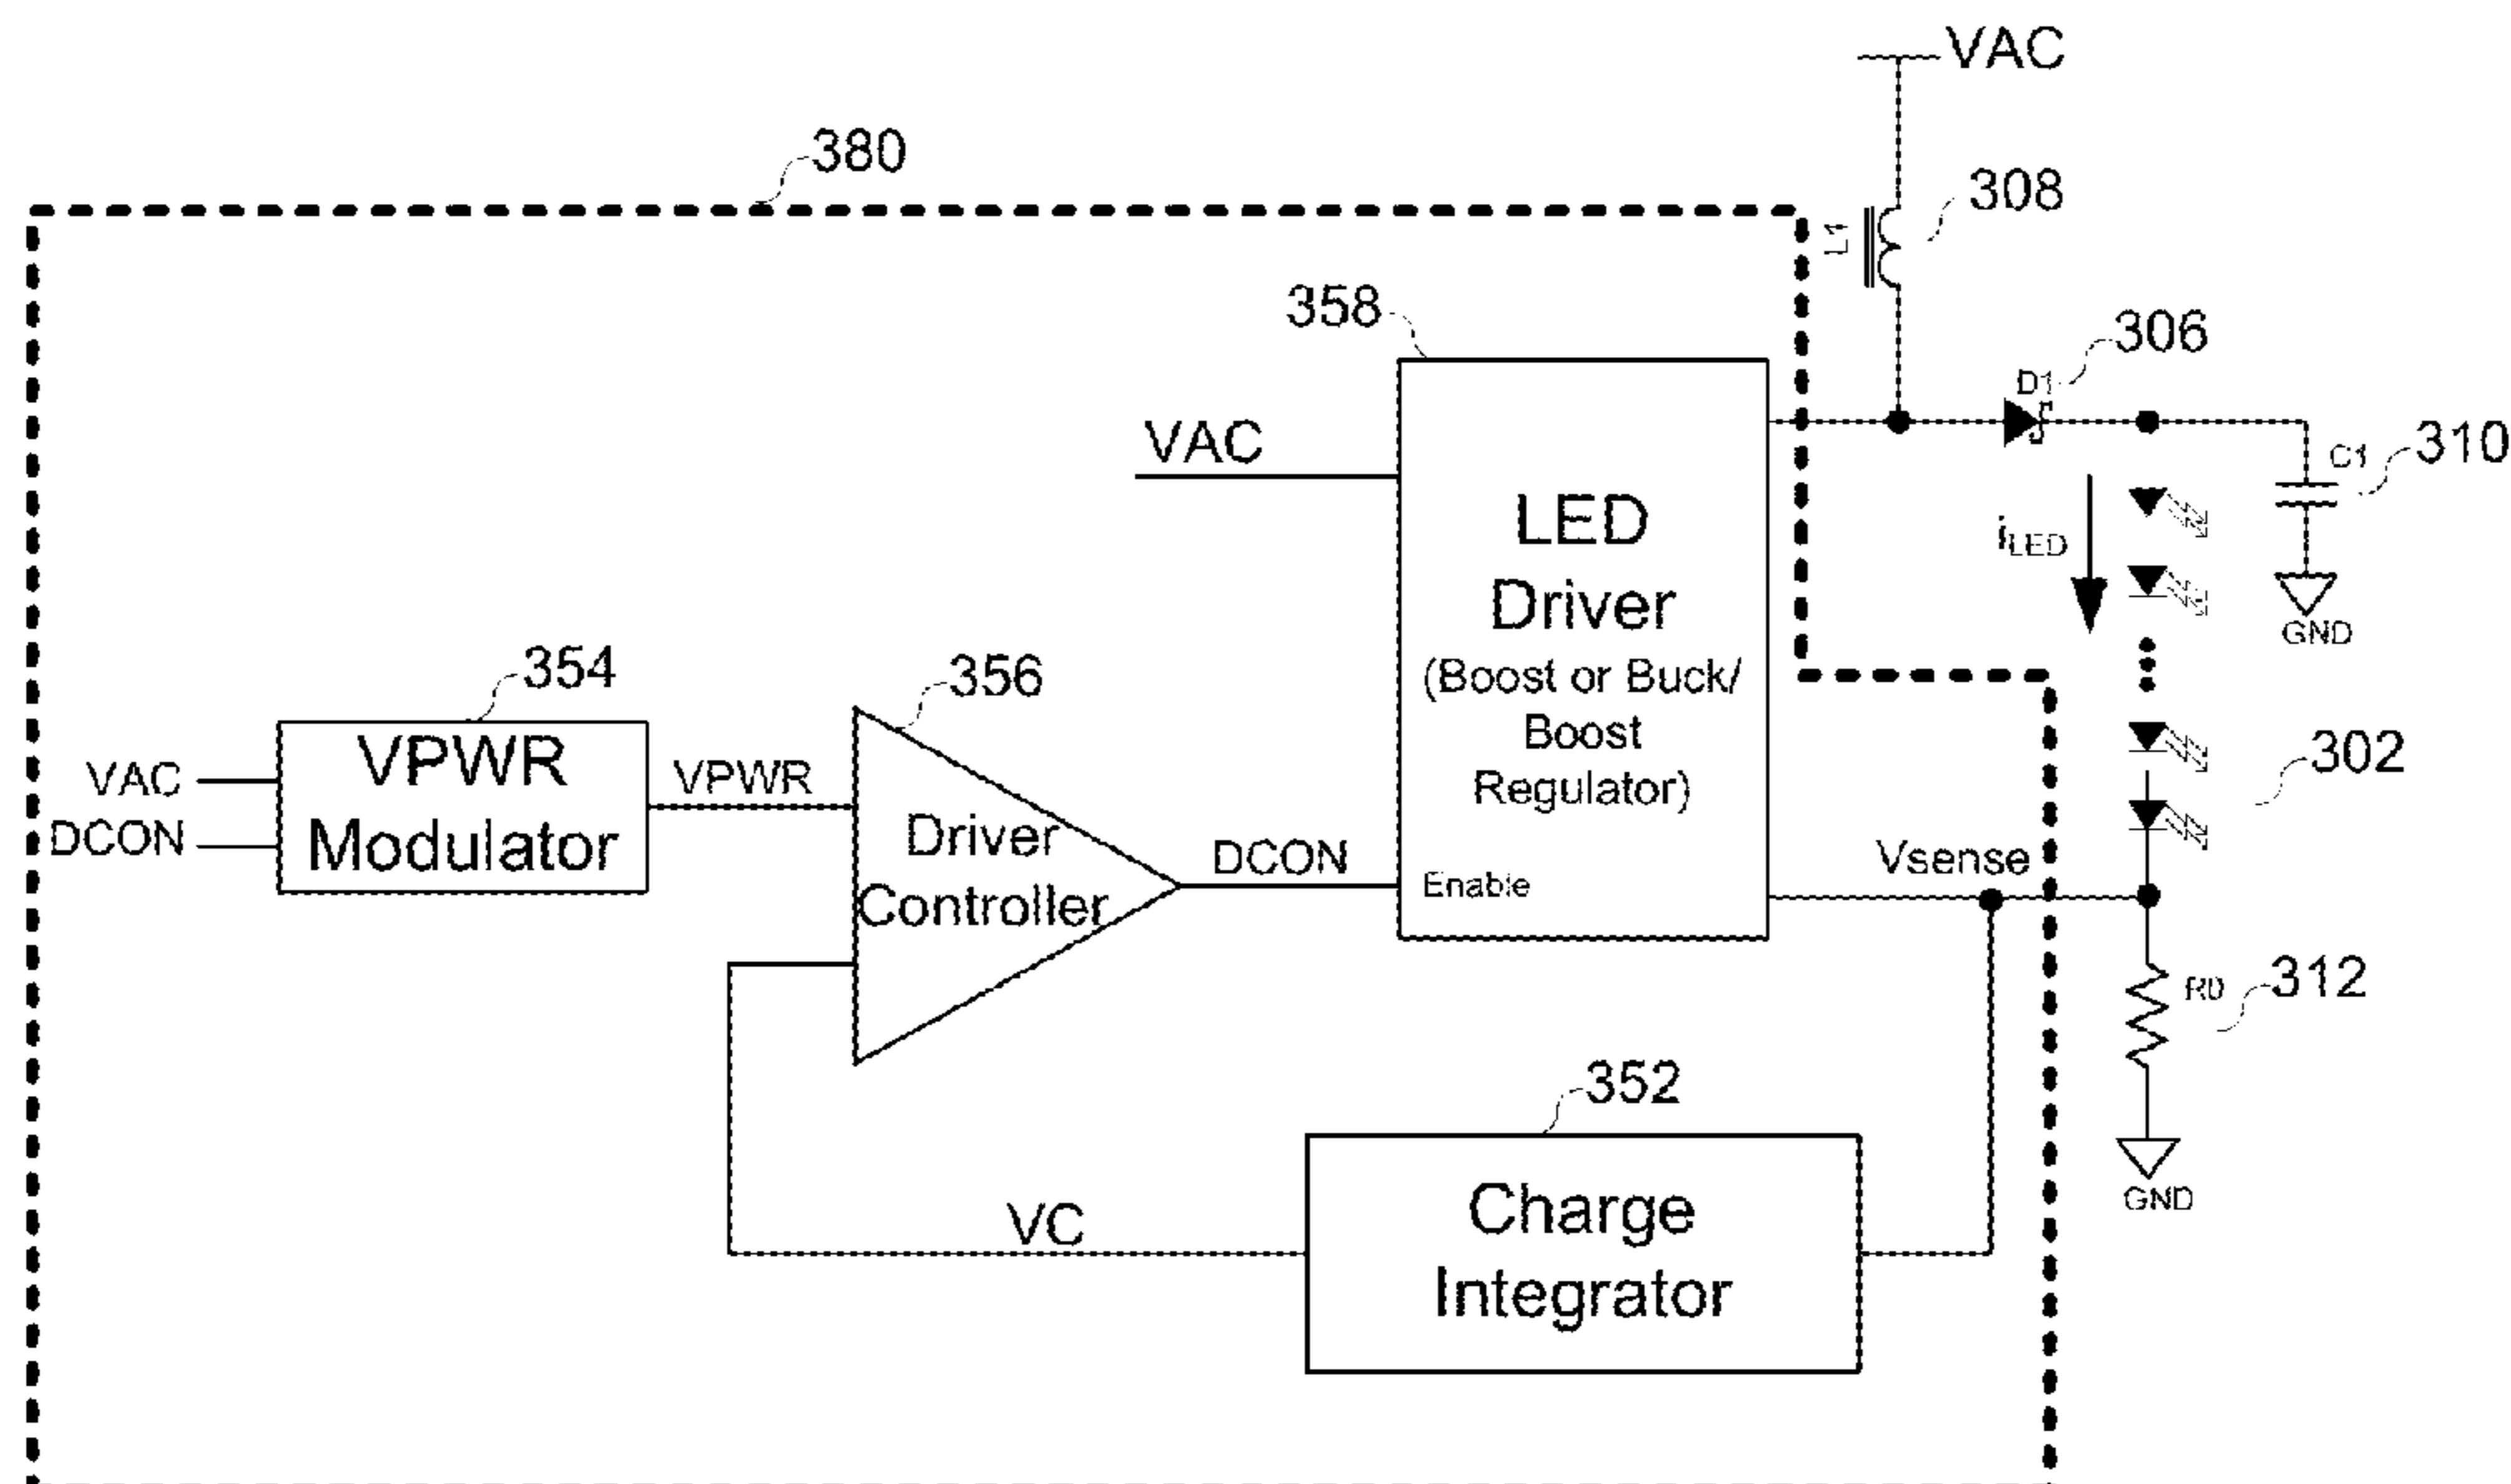 VAC
380
308
L1
358
306
D1
VAC
C1
310
LED
Driver
(Boost or Buck/
Boost
Regulator)
iLED
GND
354
356
VPWR
Modulator
VAC
DCON
VPWR
Driver
Controller
DCON
Enable
Vsense
302
R0
312
352
Charge
Integrator
VC
GND